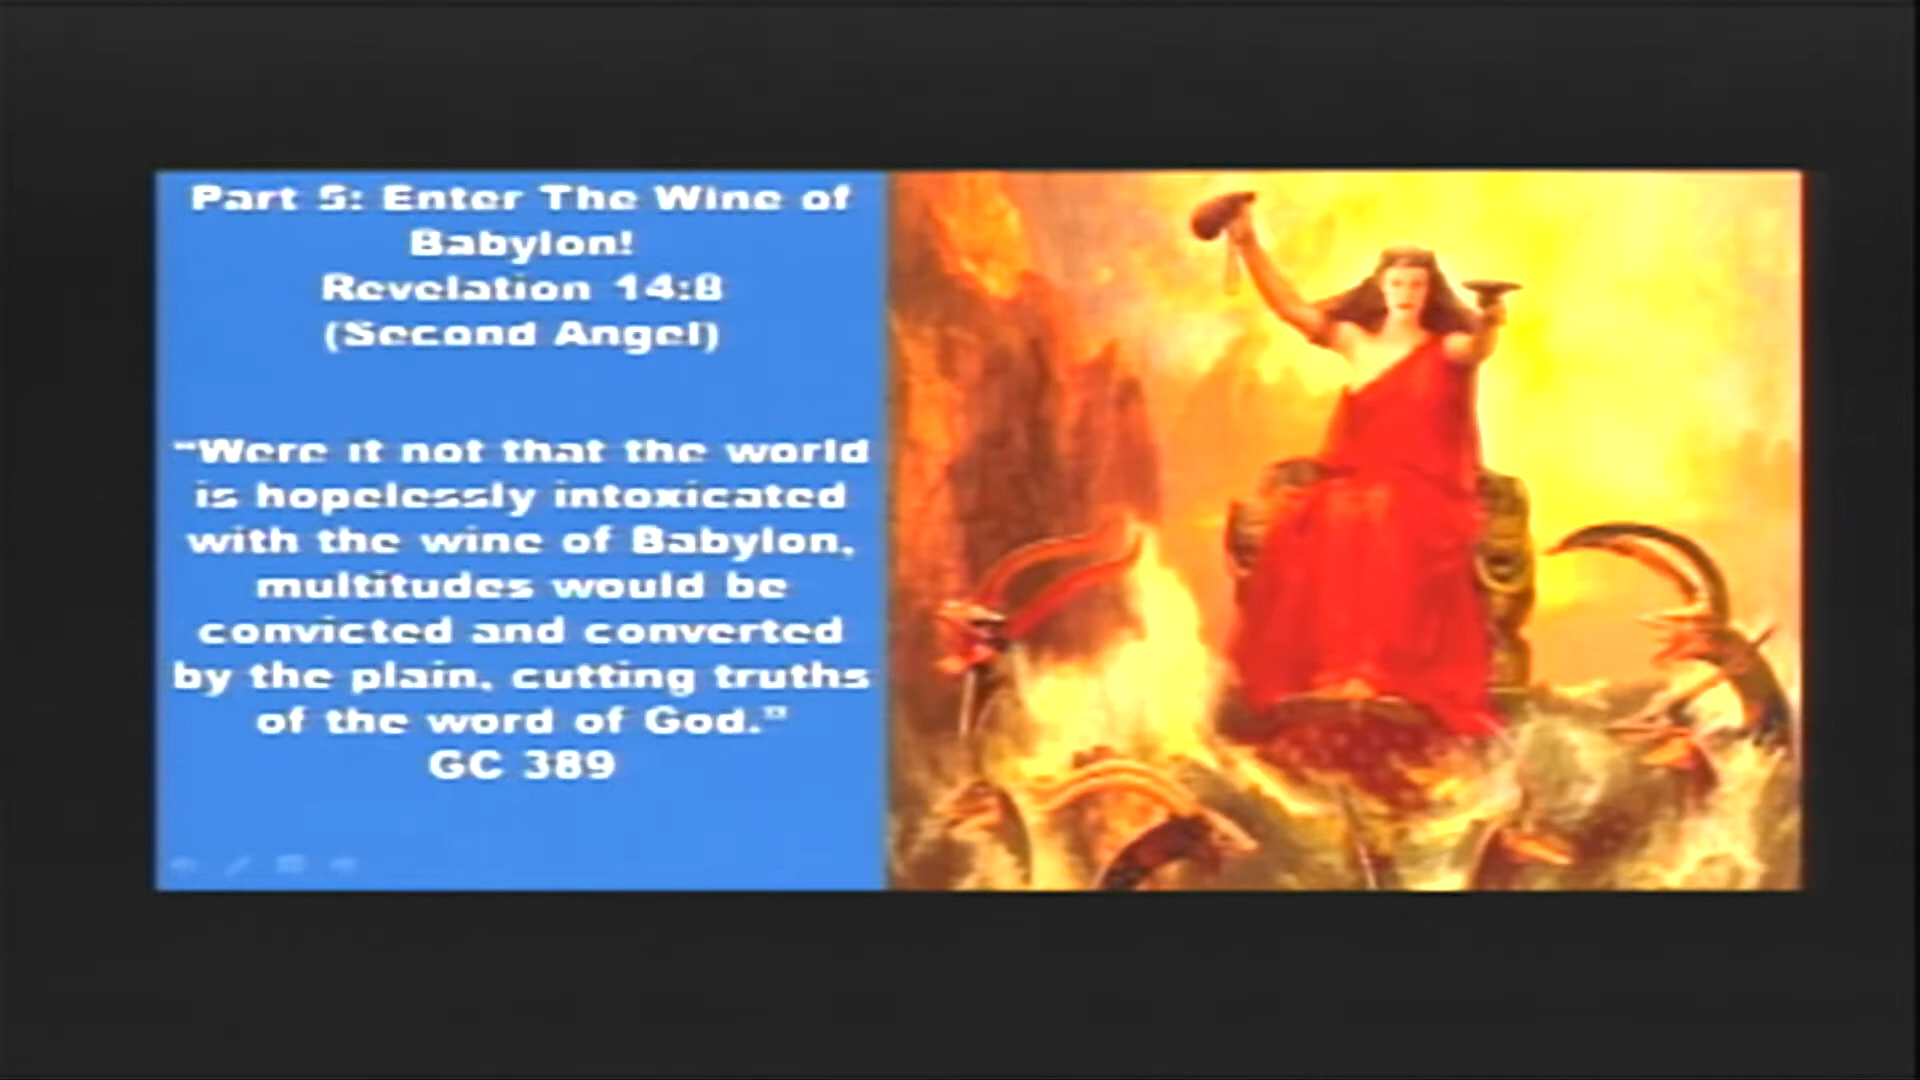 Part 5: Enter The Wine of
Babylon!
Revelation 14:8
(Second Angel)
"Were it not that the world
is hopelessly intoxicated
with the wine of Babylon,
multitudes would be
convicted and converted
by the plain, cutting truths
of the word of God."
GC 389